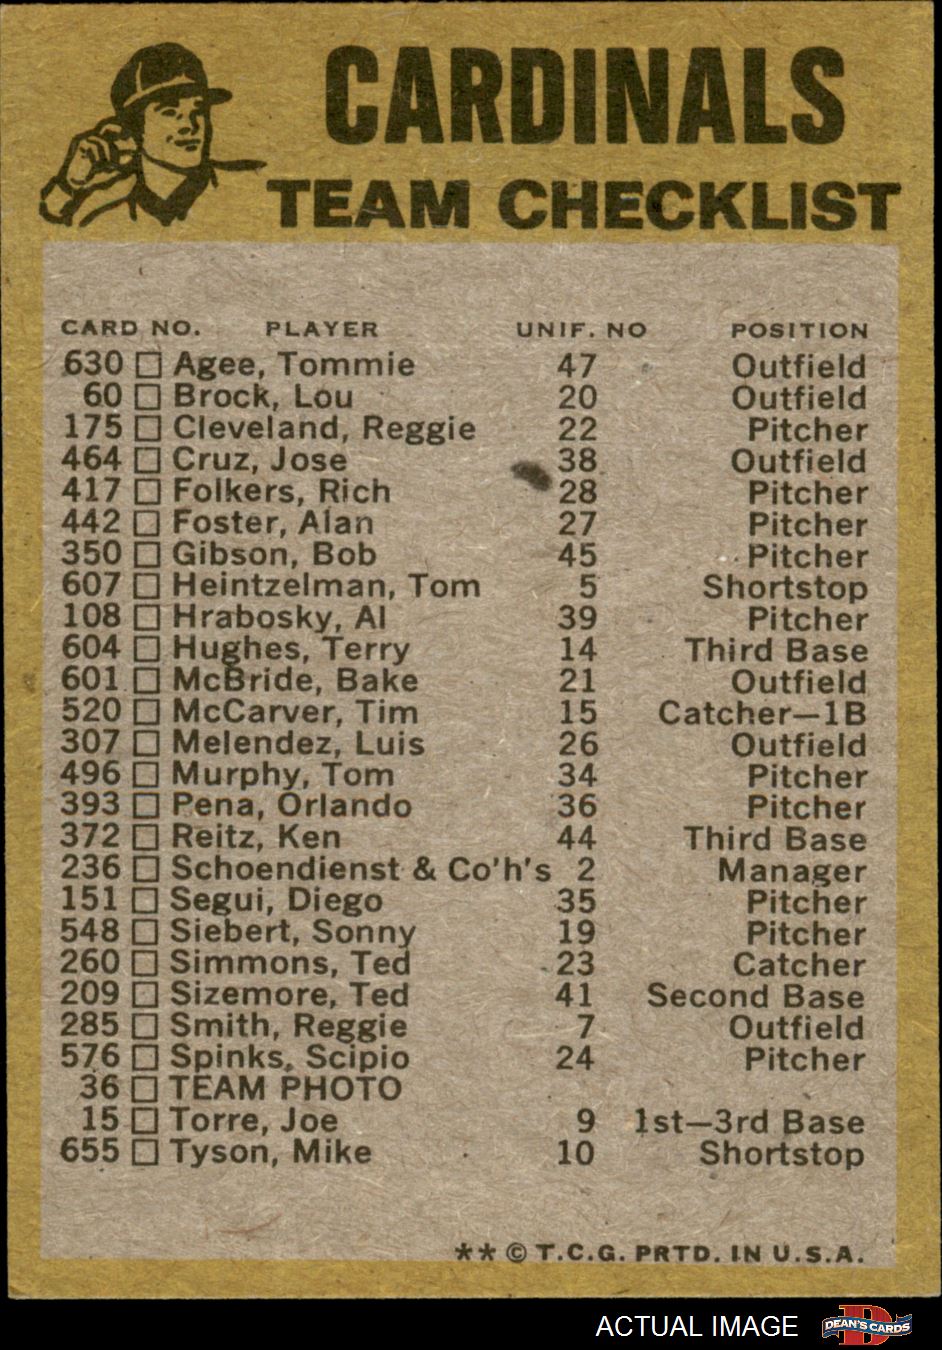 CARDINALS
TEAM CHECKLIST
CARD NO. PLAYER UNIF. NO POSITION
630 □ Agee, Tommie 47 Outfield
60 □ Brock, Lou 20 Outfield
175 □ Cleveland, Reggie 22 Pitcher
464 □ Cruz, Jose 38 Outfield
417 □ Folkers, Rich 28 Pitcher
442 □ Foster, Alan 27 Pitcher
350 □ Gibson, Bob 45 Pitcher
607 □ Heintzelman, Tom 5 Shortstop
108 □ Hrabosky, Al 39 Pitcher
604 □ Hughes, Terry 14 Third Base
601 □ McBride, Bake 21 Outfield
520 □ McCarver, Tim 15 Catcher—1B
307 □ Melendez, Luis 26 Outfield
496 □ Murphy, Tom 34 Pitcher
393 □ Pena, Orlando 36 Pitcher
372 □ Reitz, Ken 44 Third Base
236 □ Schoendienst & Co'h's 2 Manager
151 □ Segui, Diego 35 Pitcher
548 □ Siebert, Sonny 19 Pitcher
260 □ Simmons, Ted 23 Catcher
209 □ Sizemore, Ted 41 Second Base
285 □ Smith, Reggie 7 Outfield
576 □ Spinks, Scipio 24 Pitcher
36 □ TEAM PHOTO
15 □ Torre, Joe 9 1st—3rd Base
655 □ Tyson, Mike 10 Shortstop
** © T.C.G. PRTD. IN U.S.A.
ACTUAL IMAGE D DEAN'S CARDS